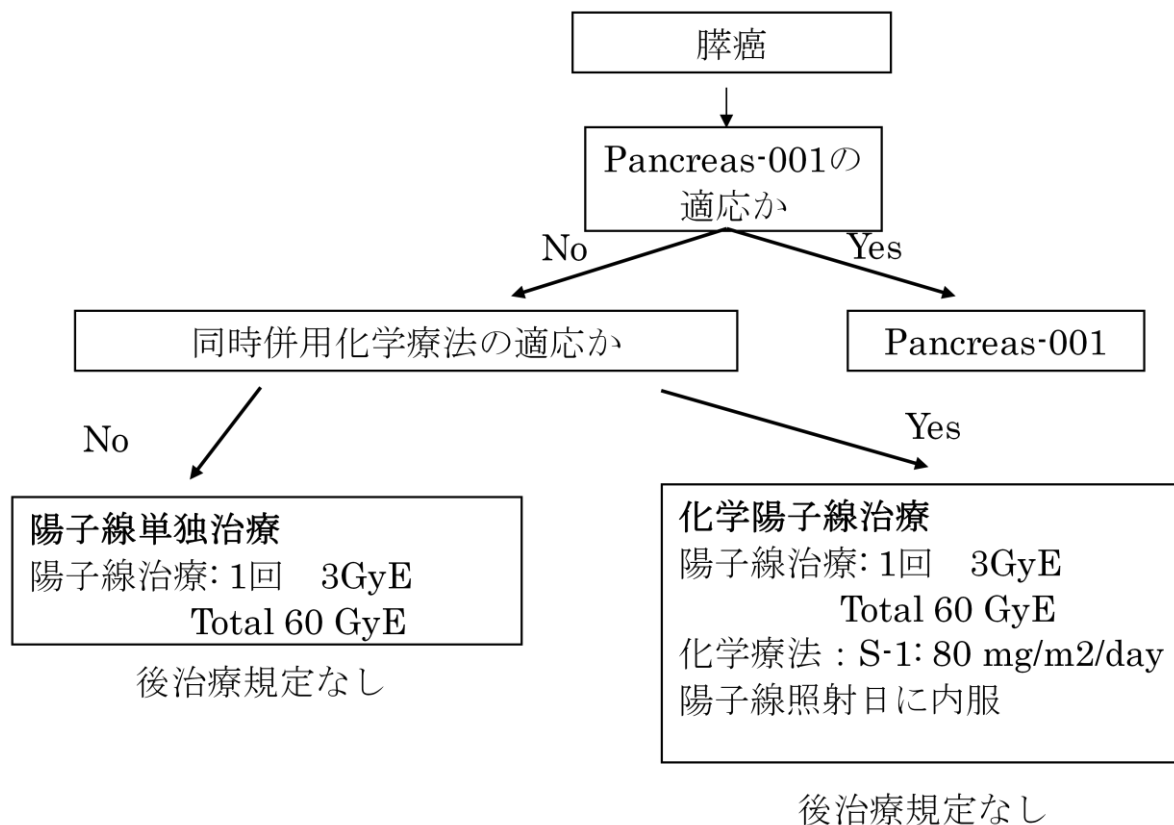 膵癌
Pancreas-001の
適応か
No
Yes
同時併用化学療法の適応か
Pancreas-001
No
Yes
陽子線単独治療
陽子線治療: 1回　3GyE
Total 60 GyE
後治療規定なし
化学陽子線治療
陽子線治療: 1回　3GyE
Total 60 GyE
化学療法：S-1: 80 mg/m2/day
陽子線照射日に内服
後治療規定なし